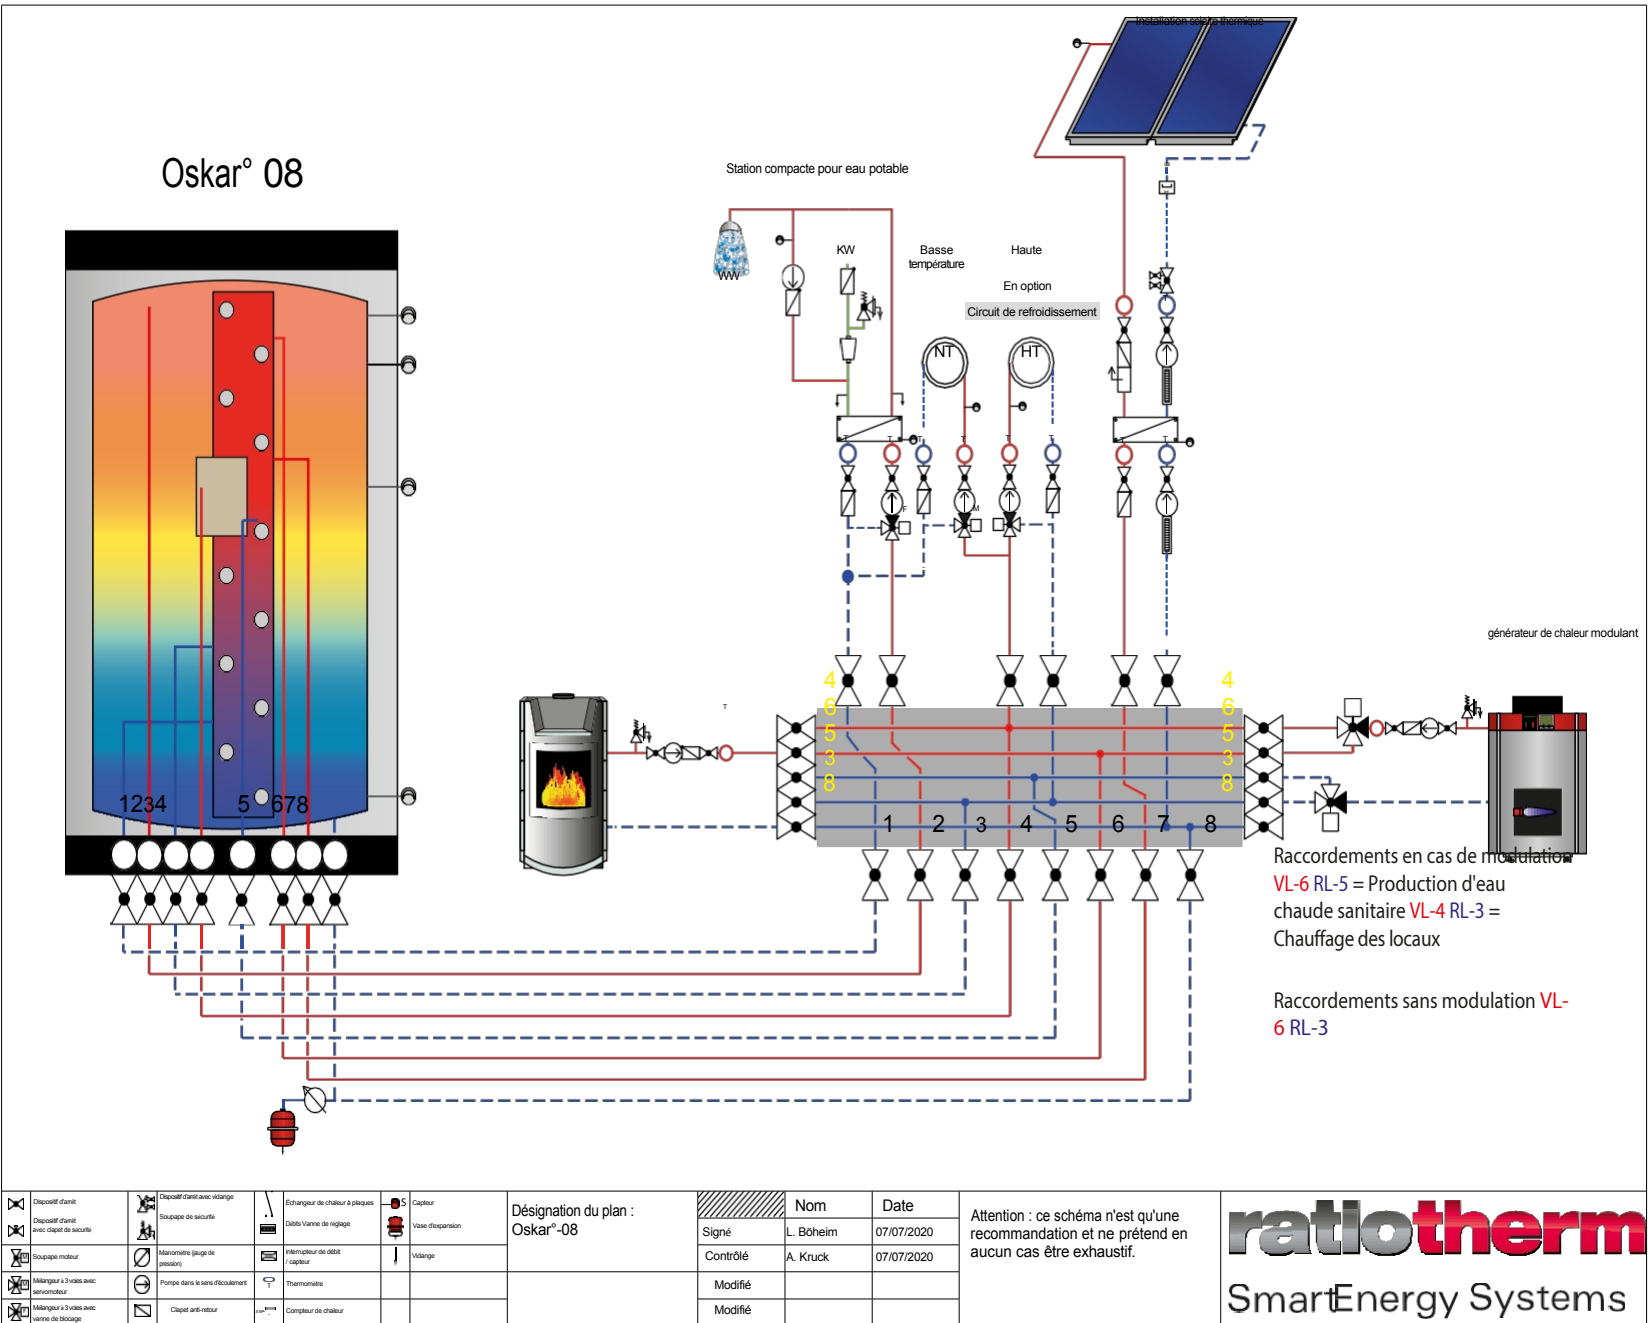 Installation solaire thermique
Oskar° 08
Station compacte pour eau potable
KW
Basse
température
Haute
En option
Circuit de refroidissement
NT
HT
T
T
T
T
T
T
T
T
T
F
M
générateur de chaleur modulant
T
4
6
5
3
8
4
6
5
3
8
1234
5
678
1
2
3
4
5
6
7
8
Raccordements en cas de modulation
VL-6 RL-5 = Production d'eau
chaude sanitaire VL-4 RL-3 =
Chauffage des locaux
Raccordements sans modulation VL-
6 RL-3
Dispositif d'arrêt
Dispositif d'arrêt
avec clapet de sécurité
Soupape moteur
Mélangeur à 3 voies avec
servomoteur
Mélangeur à 3 voies avec
vanne de blocage
Dispositif d'arrêt avec vidange
Soupape de sécurité
Manomètre (jauge de
pression)
Pompe dans le sens d'écoulement
Clapet anti-retour
Échangeur de chaleur à plaques
Débits Vanne de réglage
Interrupteur de débit
/ capteur
T
Thermomètre
Compteur de chaleur
S
Capteur
Vase d'expansion
Vidange
Désignation du plan :
Oskar°-08
Nom
Date
Signé
L. Böheim
07/07/2020
Contrôlé
A. Kruck
07/07/2020
Modifié
Modifié
Attention : ce schéma n'est qu'une
recommandation et ne prétend en
aucun cas être exhaustif.
ratiotherm
SmartEnergy Systems